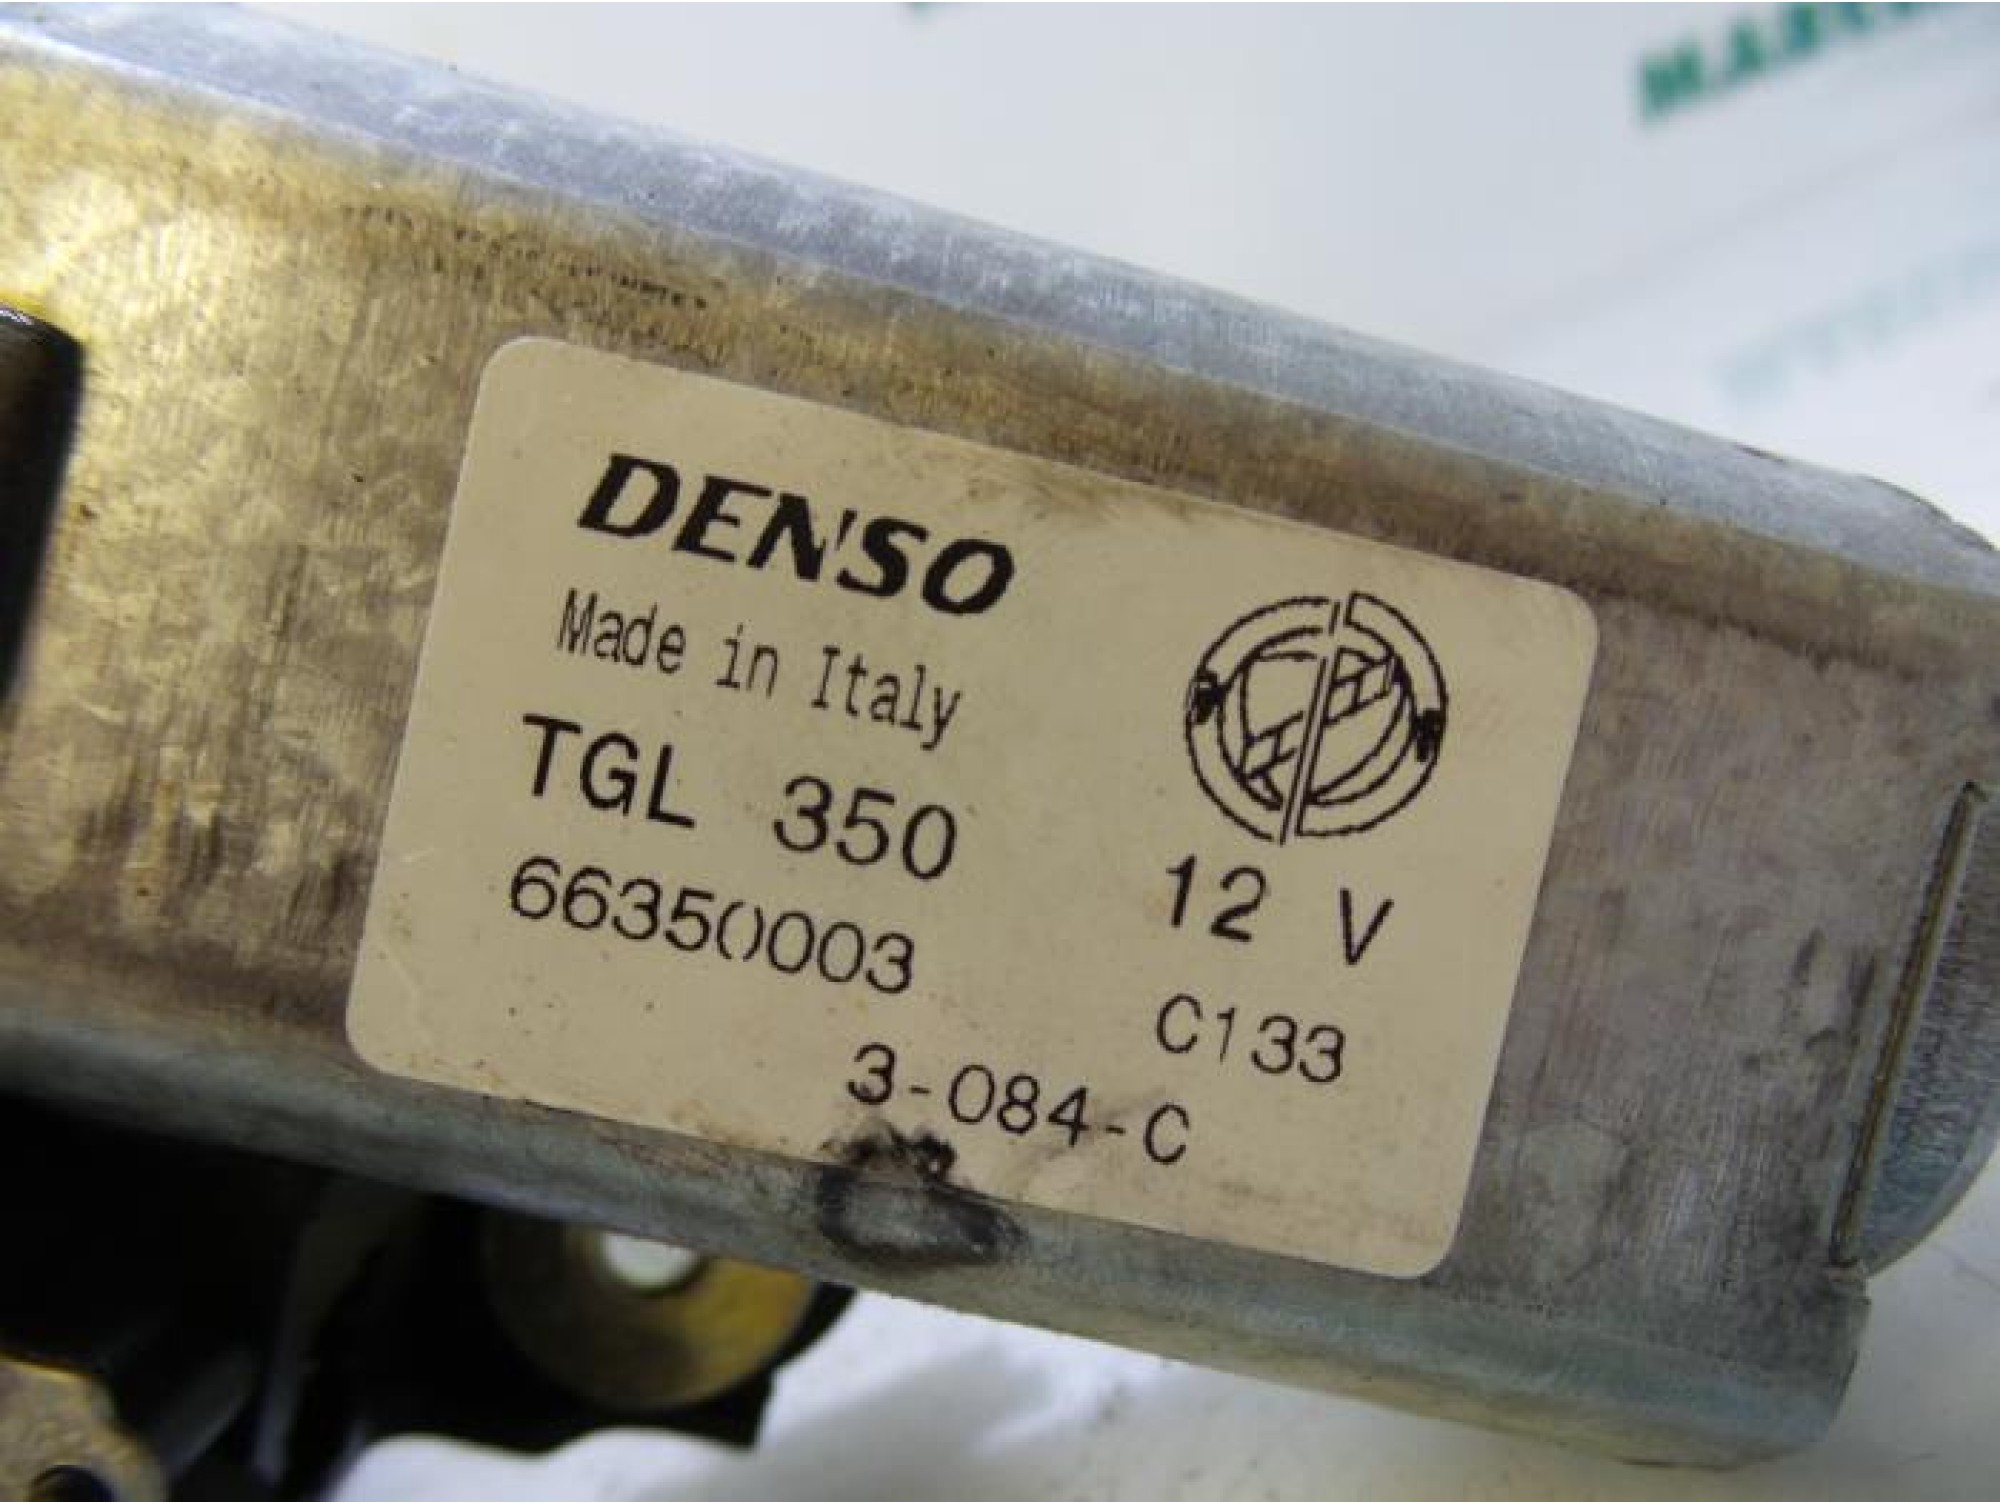 DENSO
Made in Italy
TGL 350
66350003
12 V
C133
3-084-C